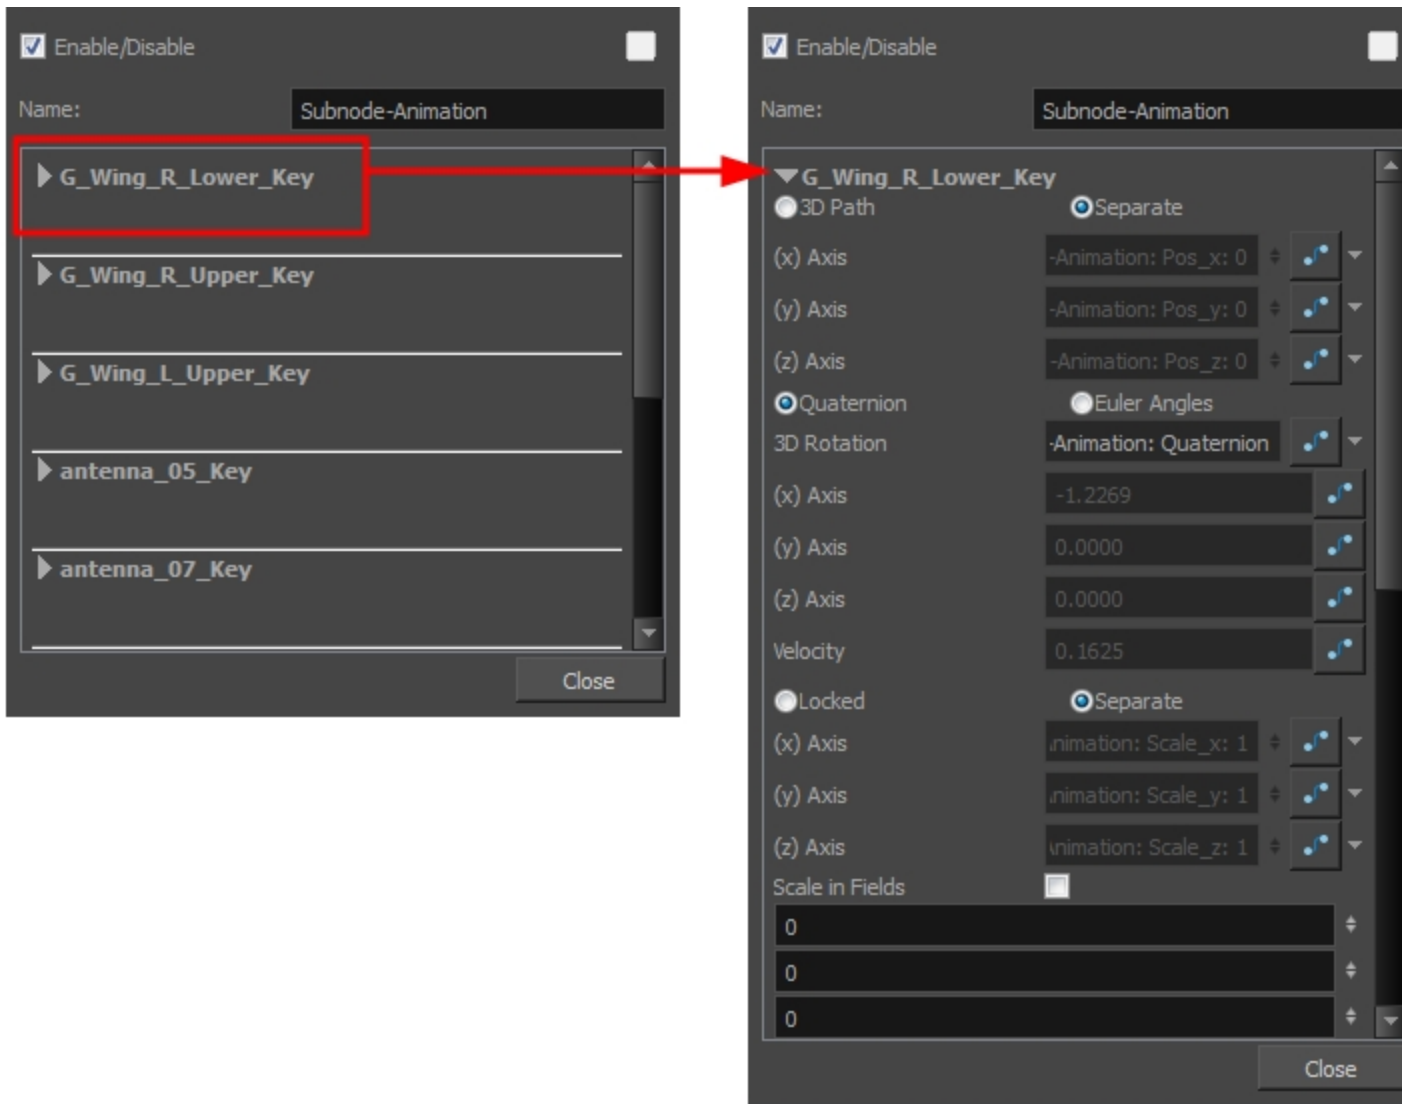 Enable/Disable
Name: Subnode-Animation
G_Wing_R_Lower_Key
G_Wing_R_Upper_Key
G_Wing_L_Upper_Key
antenna_05_Key
antenna_07_Key
Close
Enable/Disable
Name: Subnode-Animation
G_Wing_R_Lower_Key
3D Path Separate
(x) Axis -Animation: Pos_x: 0
(y) Axis -Animation: Pos_y: 0
(z) Axis -Animation: Pos_z: 0
Quaternion Euler Angles
3D Rotation -Animation: Quaternion
(x) Axis -1.2269
(y) Axis 0.0000
(z) Axis 0.0000
Velocity 0.1625
Locked Separate
(x) Axis nimation: Scale_x: 1
(y) Axis nimation: Scale_y: 1
(z) Axis nimation: Scale_z: 1
Scale in Fields
0
0
0
Close